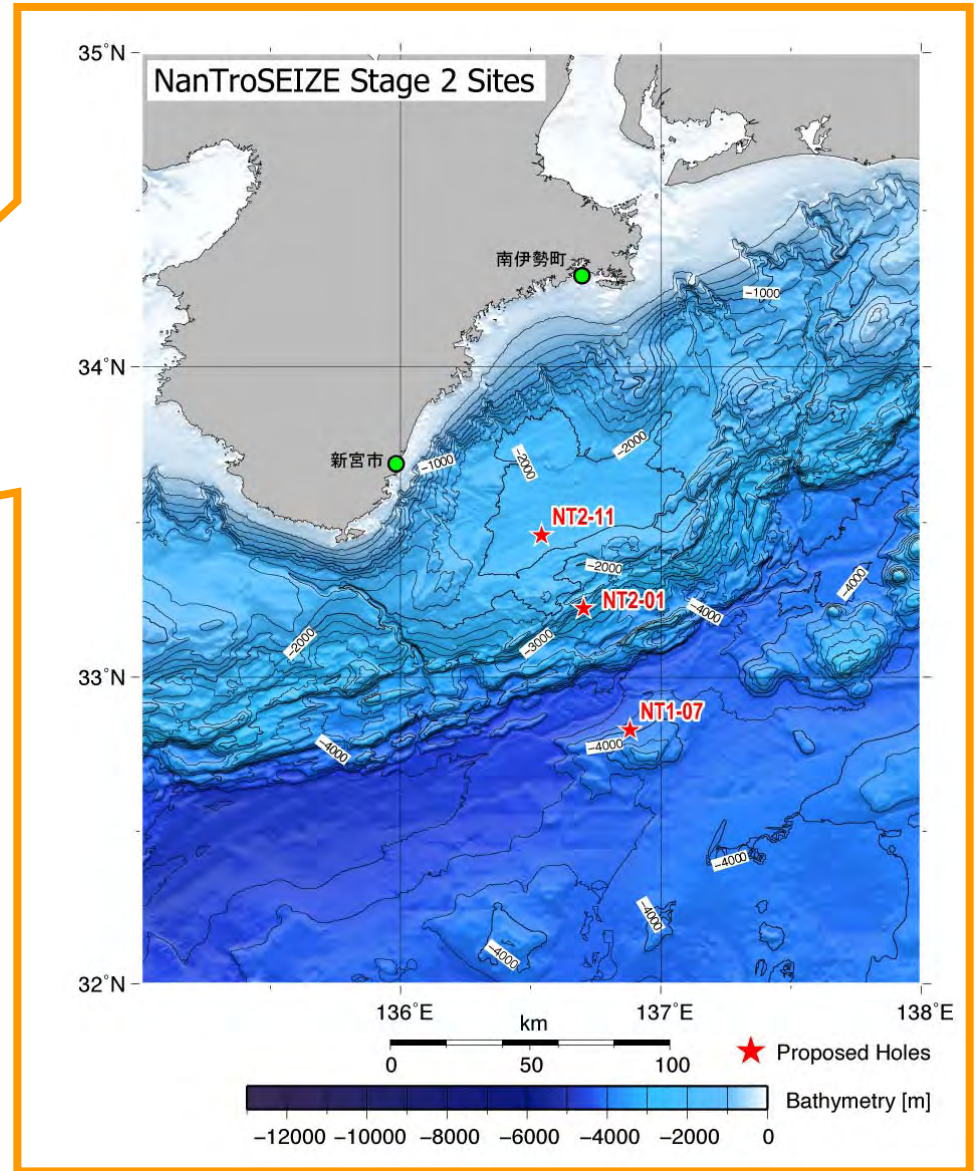 35°N
NanTroSEIZE Stage 2 Sites
南伊勢町
−1000
34°N
新宮市
−1000
−2000
−2000
NT2-11
−2000
−4000
NT2-01
−4000
−2000
−3000
33°N
NT1-07
−4000
−4000
−4000
−4000
−4000
32°N
136°E
137°E
138°E
km
0
50
100
Proposed Holes
Bathymetry [m]
−12000 −10000 −8000 −6000 −4000 −2000 0